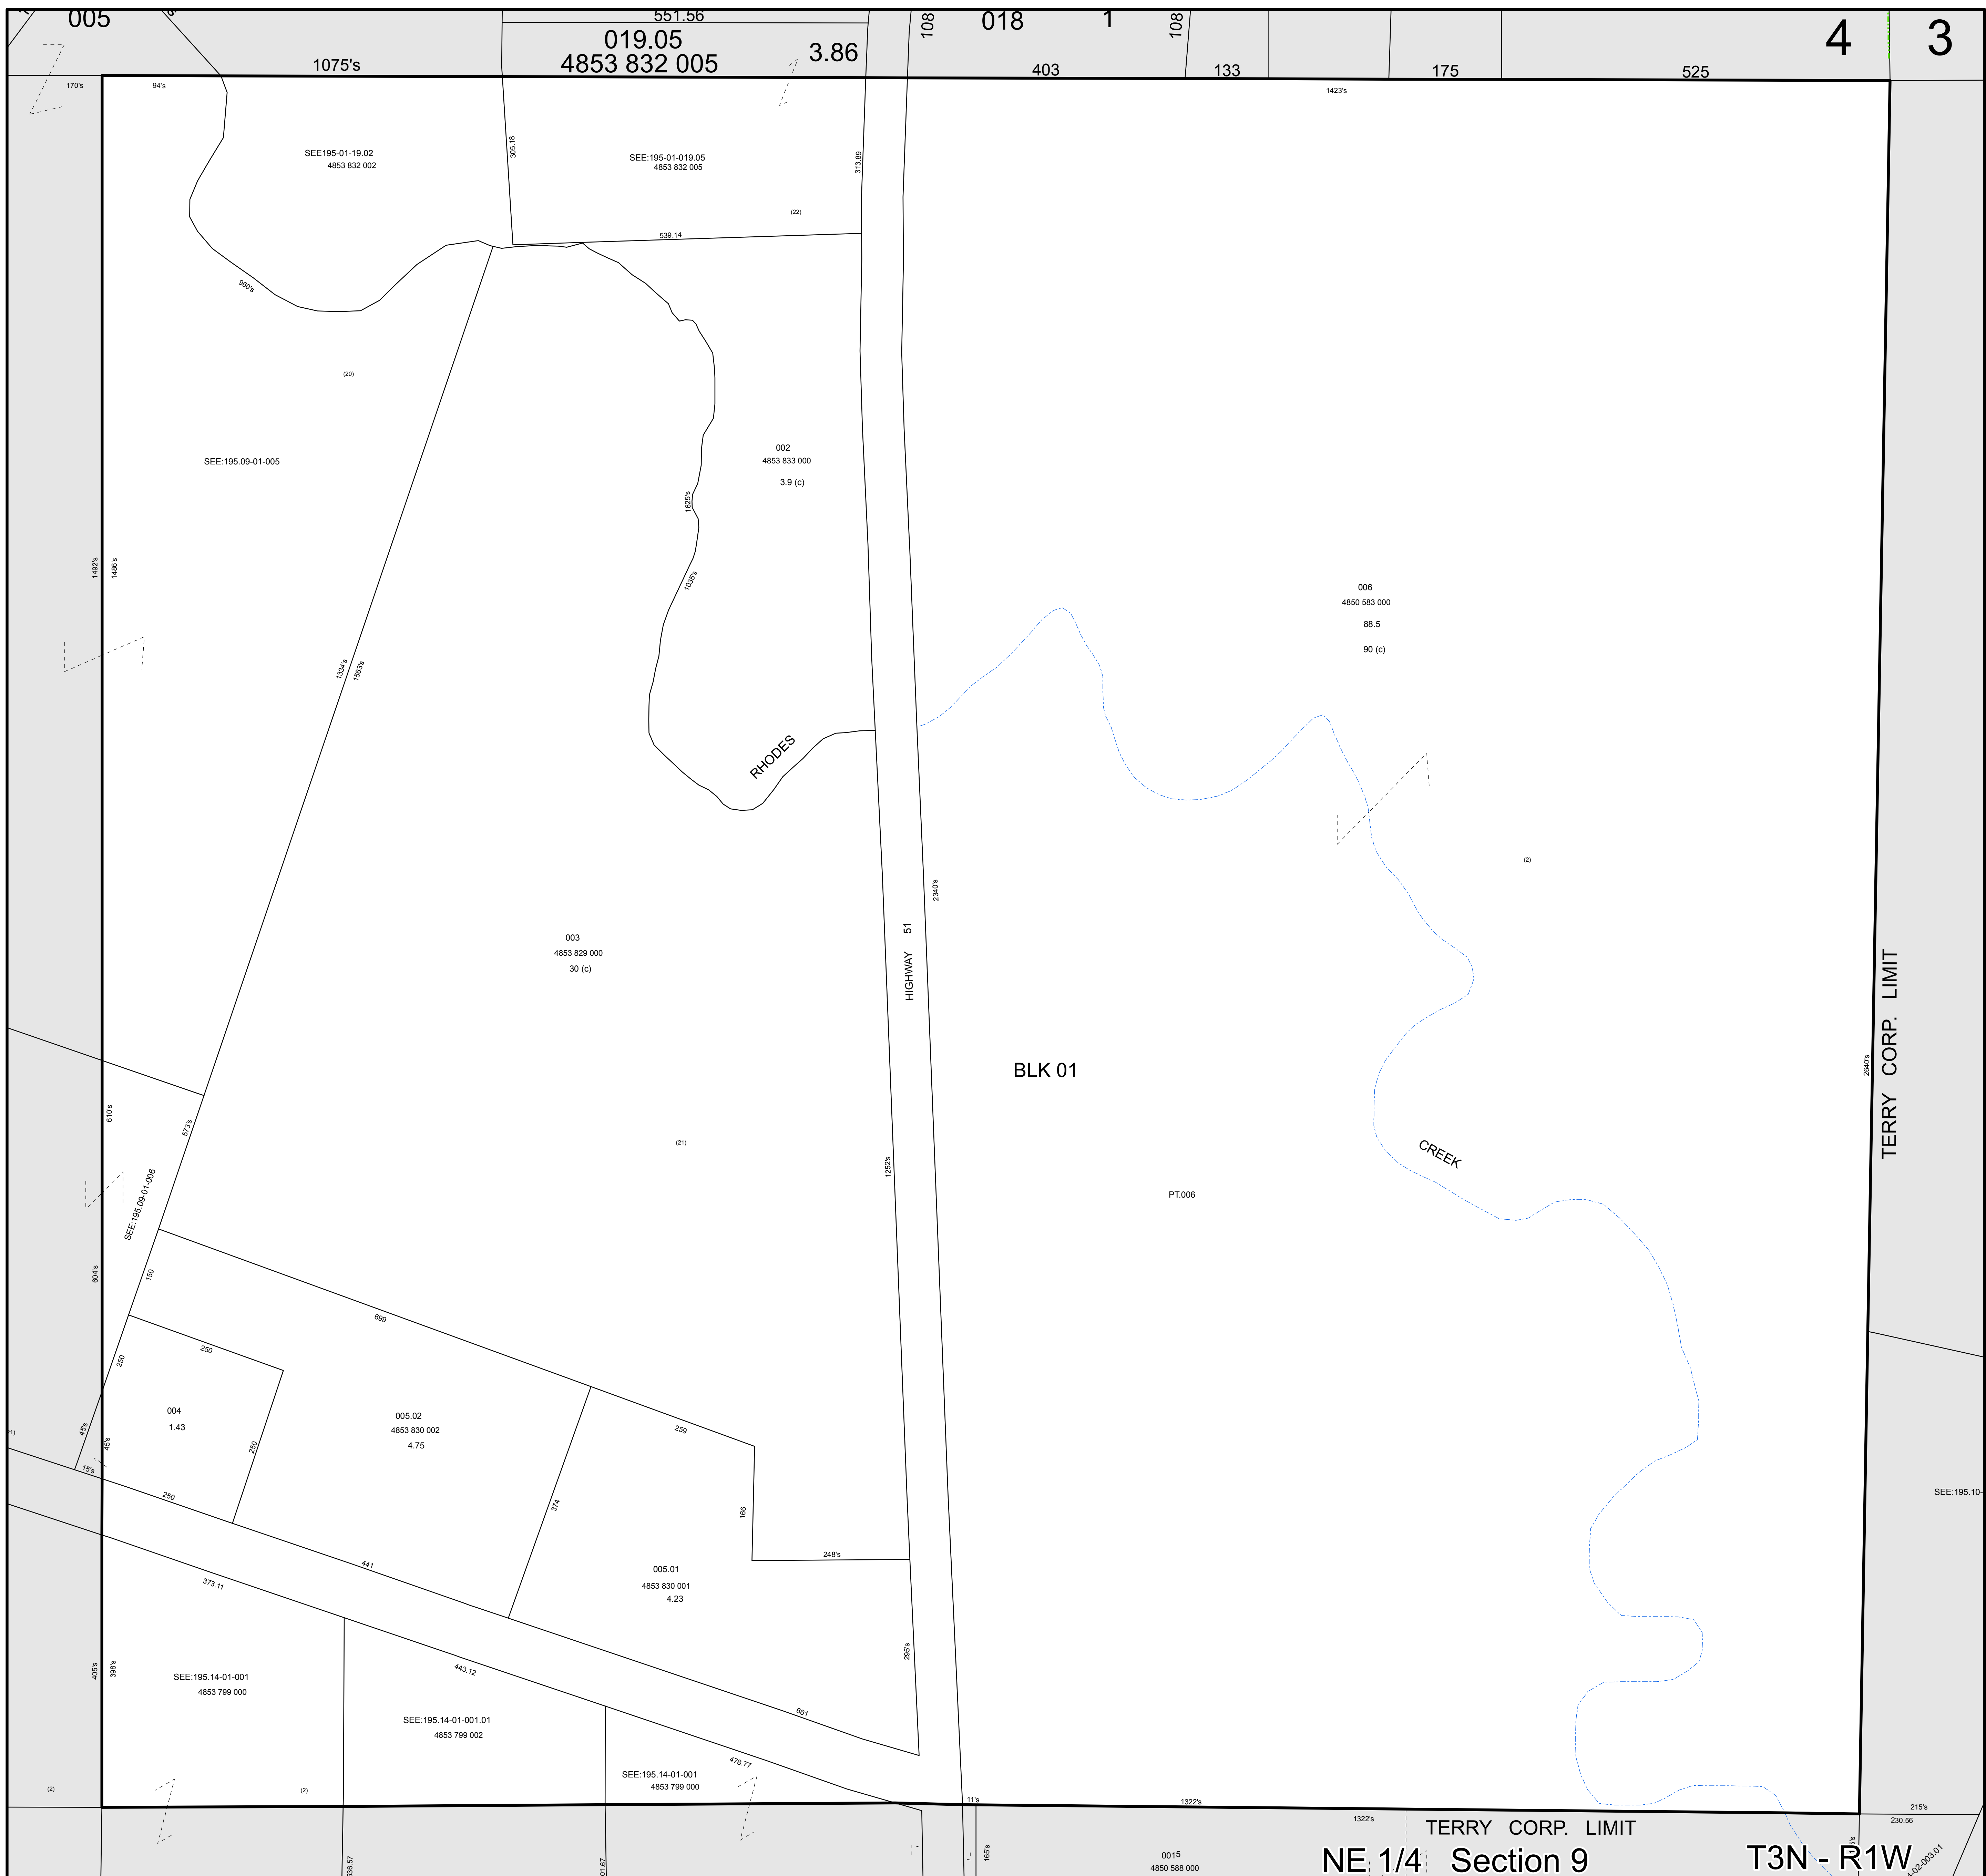 005
551.56
108
018
1
108
4
3
019.05
3.86
4853 832 005
1075's
403
133
175
525
170's
94's
1423's
SEE195-01-19.02
4853 832 002
305.18
SEE:195-01-019.05
4853 832 005
313.89
(22)
539.14
960's
(20)
SEE:195.09-01-005
002
4853 833 000
3.9 (c)
1625's
1035's
1492's
1486's
006
4850 583 000
88.5
90 (c)
1334's
1563's
RHODES
(2)
2340's
003
4853 829 000
30 (c)
HIGHWAY 51
TERRY CORP. LIMIT
2640's
BLK 01
610's
573's
(21)
1252's
CREEK
PT.006
SEE:195.09-01-006
604's
150
699
250
250
004
1.43
005.02
4853 830 002
4.75
259
45's
45's
250
15's
250
374
166
SEE:195.10-
441
248's
005.01
4853 830 001
4.23
373.11
295's
405's
398's
SEE:195.14-01-001
4853 799 000
443.12
661
SEE:195.14-01-001.01
4853 799 002
478.77
SEE:195.14-01-001
4853 799 000
(2)
(2)
11's
1322's
215's
1322's
230.56
TERRY CORP. LIMIT
165's
0015
4850 588 000
NE 1/4 Section 9
T3N - R1W